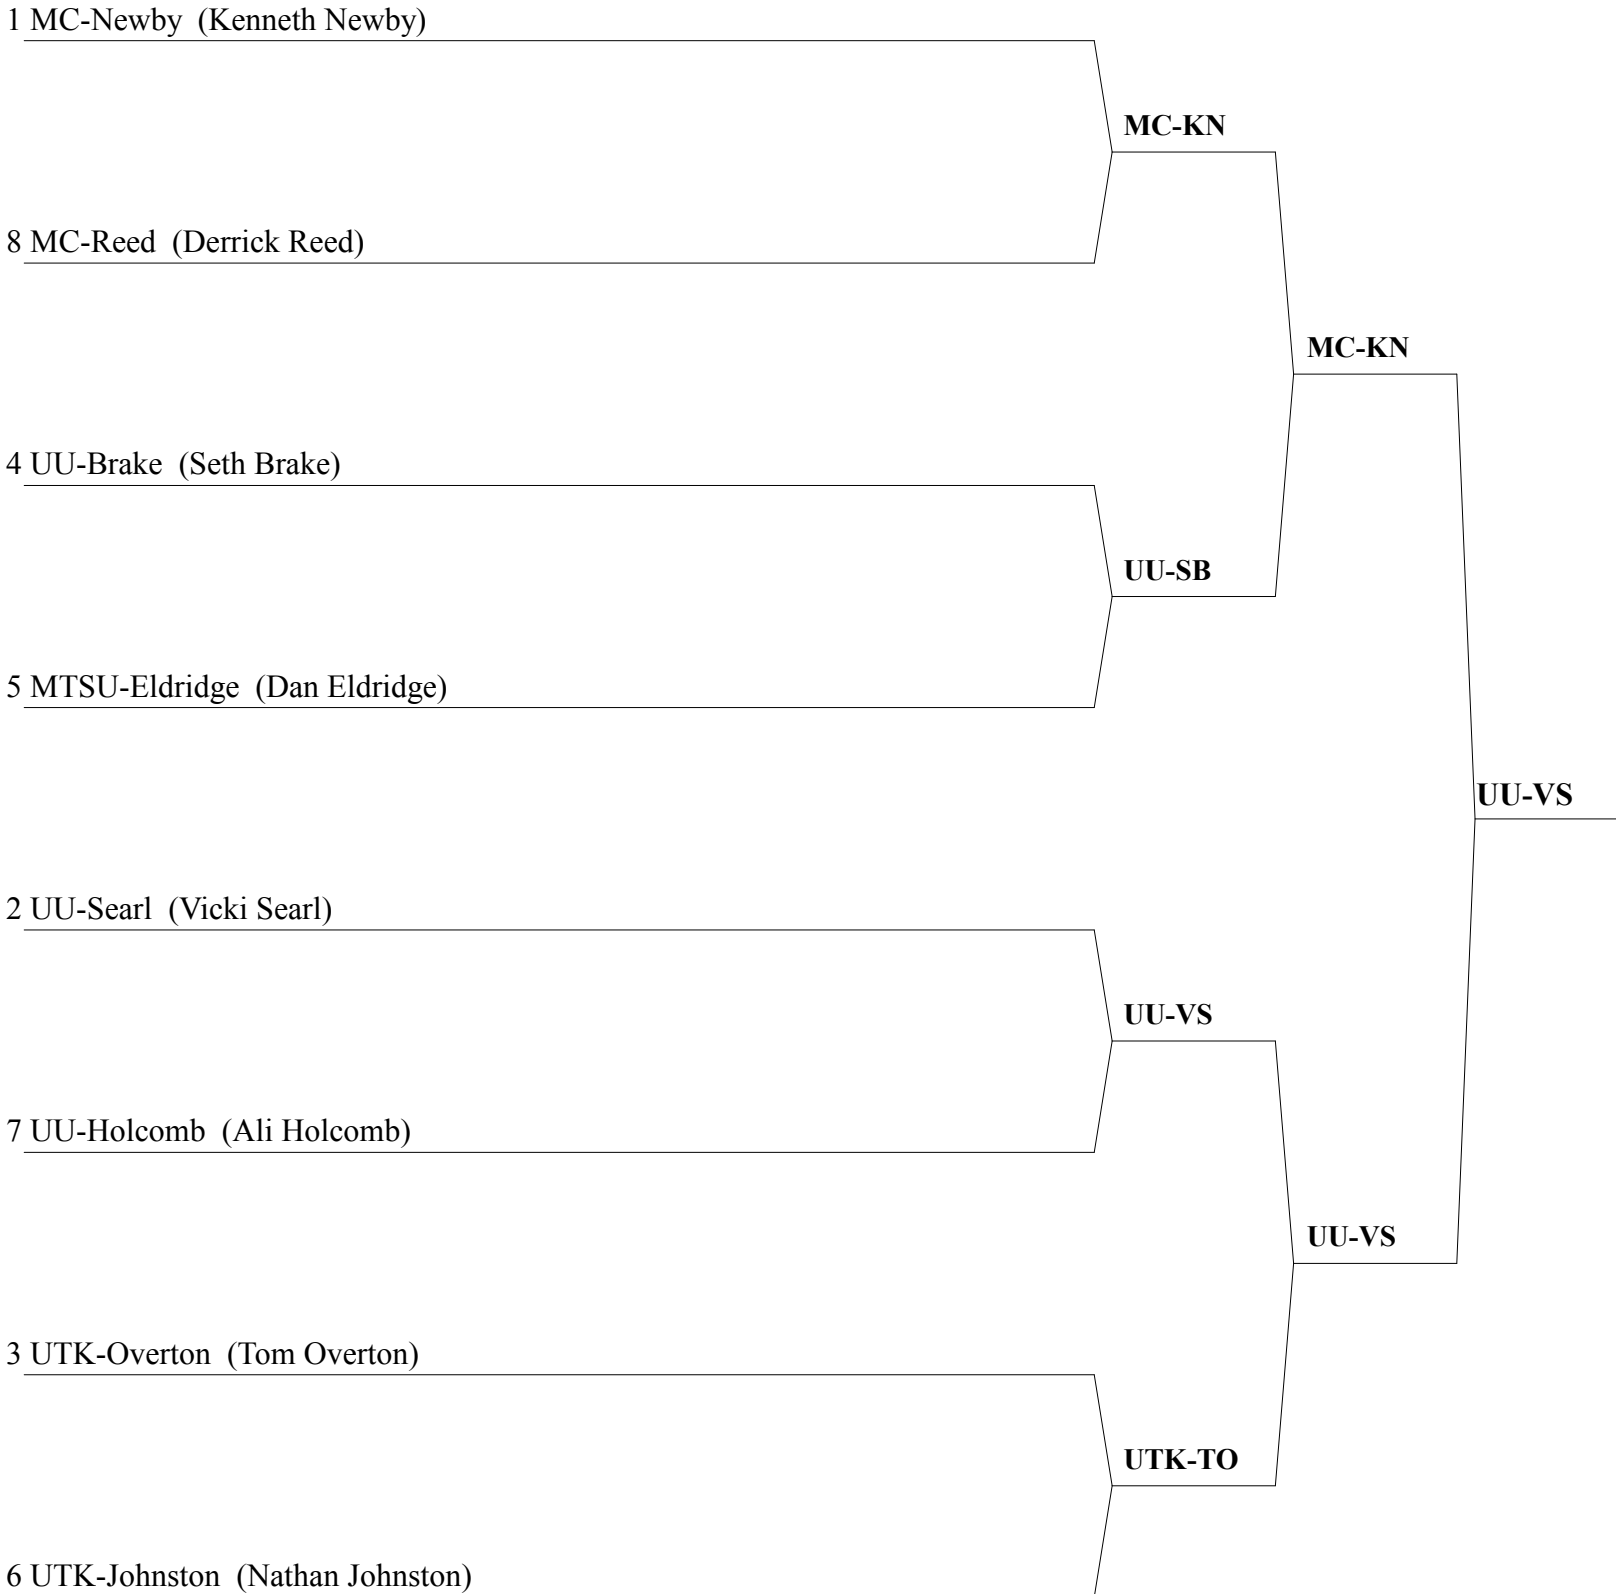 1 MC-Newby (Kenneth Newby)
MC-KN
8 MC-Reed (Derrick Reed)
MC-KN
4 UU-Brake (Seth Brake)
UU-SB
5 MTSU-Eldridge (Dan Eldridge)
UU-VS
2 UU-Searl (Vicki Searl)
UU-VS
7 UU-Holcomb (Ali Holcomb)
UU-VS
3 UTK-Overton (Tom Overton)
UTK-TO
6 UTK-Johnston (Nathan Johnston)